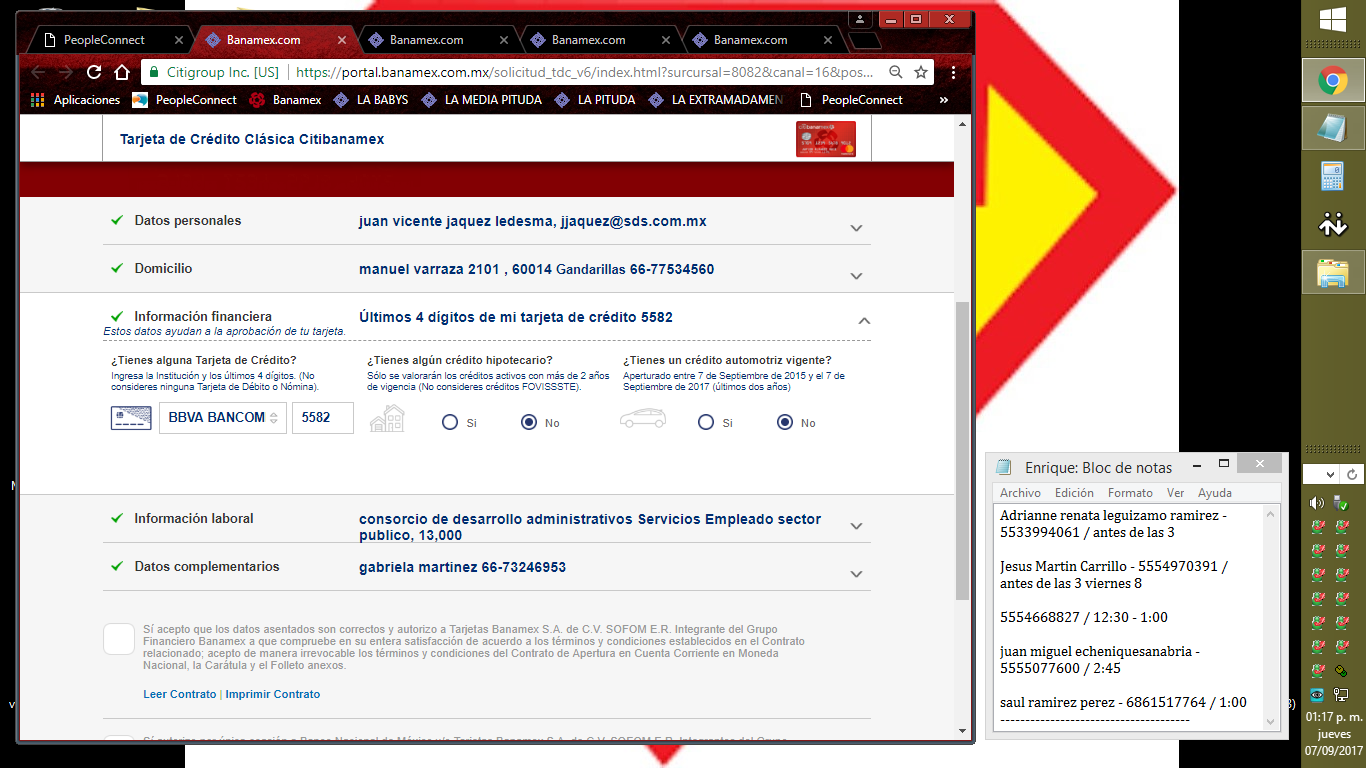 PeopleConnect
Banamex.com
Banamex.com
Banamex.com
Banamex.com
Citigroup Inc. [US]
https://portal.banamex.com.mx/solicitud_tdc_v6/index.html?surcursal=8082&canal=16&pos...
Aplicaciones
PeopleConnect
Banamex
LA BABYS
LA MEDIA PITUDA
LA PITUDA
LA EXTRAMADAMEN
PeopleConnect
»
Tarjeta de Crédito Clásica Citibanamex
Datos personales
juan vicente jaquez ledesma, jjaquez@sds.com.mx
Domicilio
manuel varraza 2101 , 60014 Gandarillas 66-77534560
Información financiera
Últimos 4 dígitos de mi tarjeta de crédito 5582
Estos datos ayudan a la aprobación de tu tarjeta.
¿Tienes alguna Tarjeta de Crédito?
Ingresa la Institución y los últimos 4 dígitos. (No
consideres ninguna Tarjeta de Débito o Nómina).
BBVA BANCOM
5582
¿Tienes algún crédito hipotecario?
Sólo se valorarán los créditos activos con más de 2 años
de vigencia (No consideres créditos FOVISSSTE).
Si
No
¿Tienes un crédito automotriz vigente?
Aperturado entre 7 de Septiembre de 2015 y el 7 de
Septiembre de 2017 (últimos dos años)
Si
No
Información laboral
consorcio de desarrollo administrativos Servicios Empleado sector
publico, 13,000
Datos complementarios
gabriela martinez 66-73246953
Sí acepto que los datos asentados son correctos y autorizo a Tarjetas Banamex S.A. de C.V. SOFOM E.R. Integrante del Grupo
Financiero Banamex a que compruebe en su entera satisfacción de acuerdo a los términos y condiciones establecidos en el Contrato
relacionado; acepto de manera irrevocable los términos y condiciones del Contrato de Apertura en Cuenta Corriente en Moneda
Nacional, la Carátula y el Folleto anexos.
Leer Contrato | Imprimir Contrato
Enrique: Bloc de notas
Archivo Edición Formato Ver Ayuda
Adrianne renata leguizamo ramirez -
5533994061 / antes de las 3
Jesus Martin Carrillo - 5554970391 /
antes de las 3 viernes 8
5554668827 / 12:30 - 1:00
juan miguel echeniquesanabria -
5555077600 / 2:45
saul ramirez perez - 6861517764 / 1:00
--------------------------------------
01:17 p. m.
jueves
07/09/2017